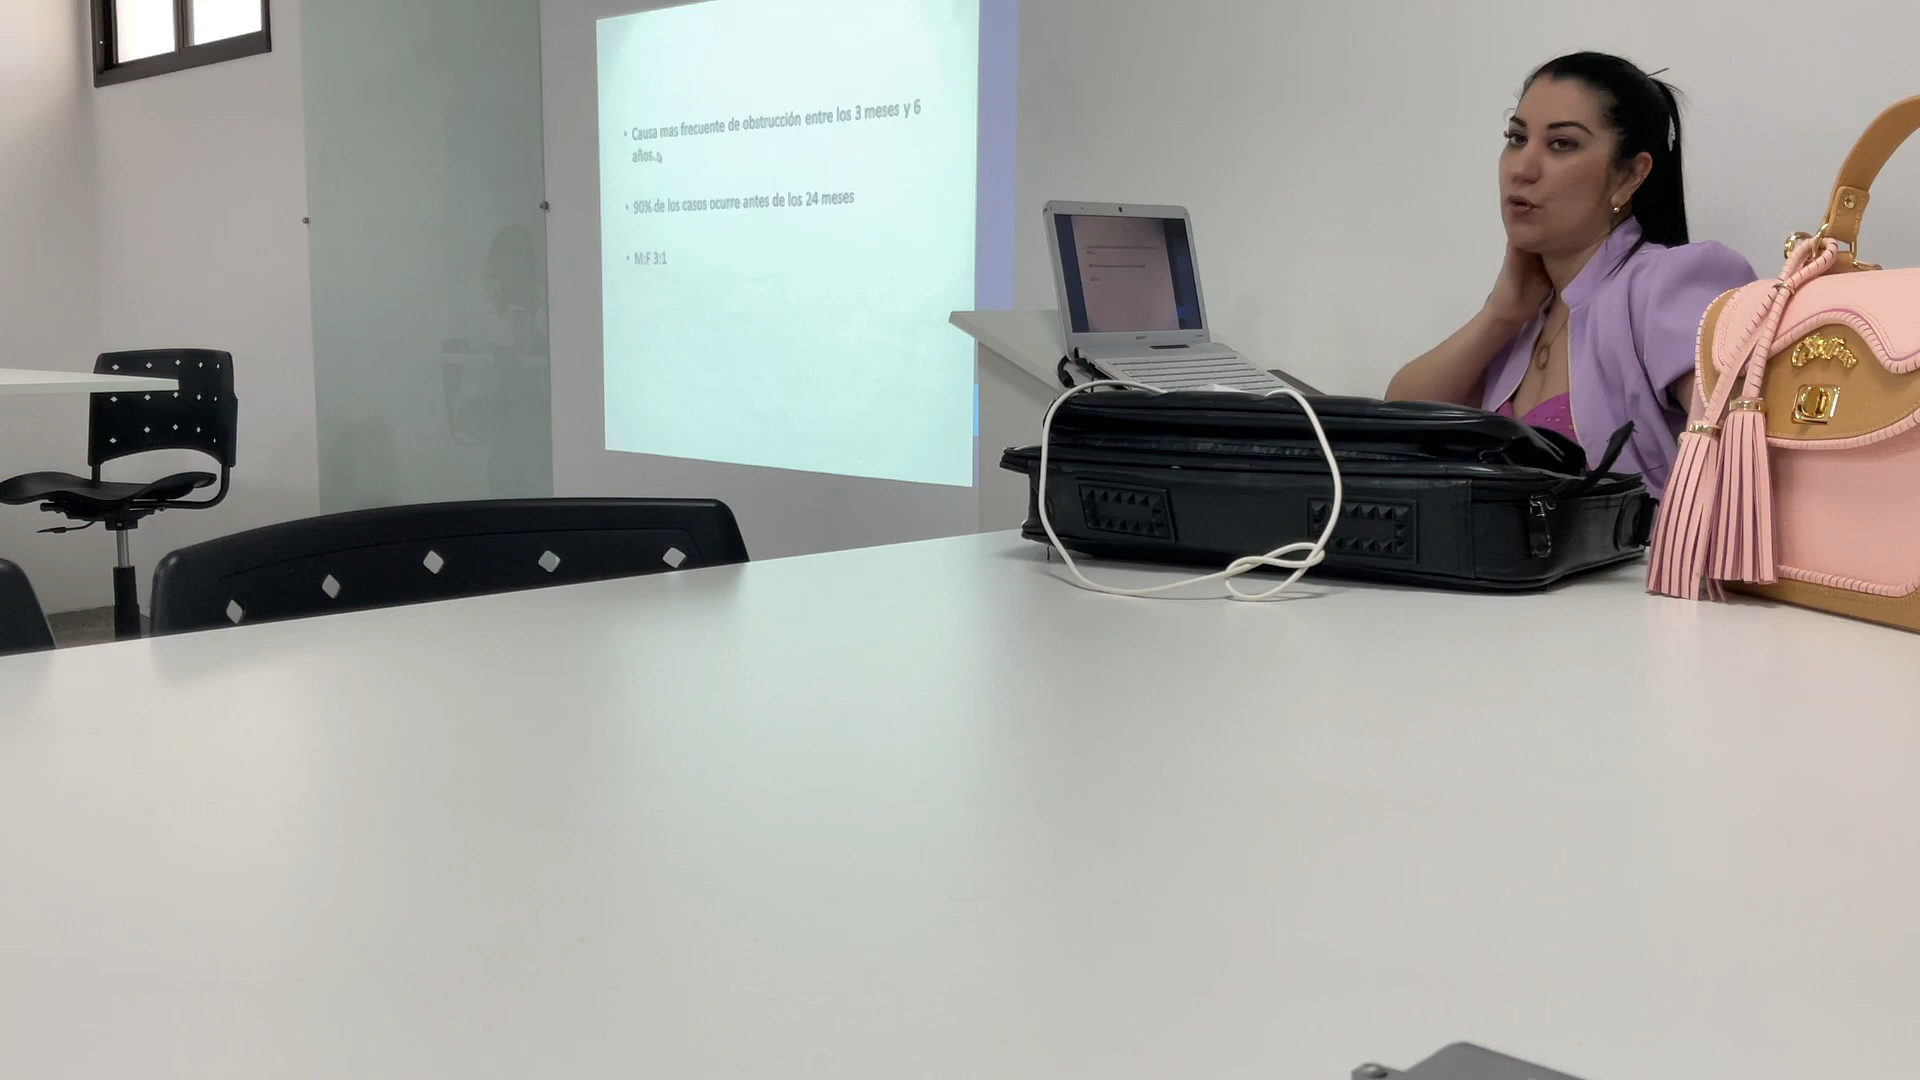 • Causa mas frecuente de obstrucción entre los 3 meses y 6
años.
• 90% de los casos ocurre antes de los 24 meses
• M:F 3:1